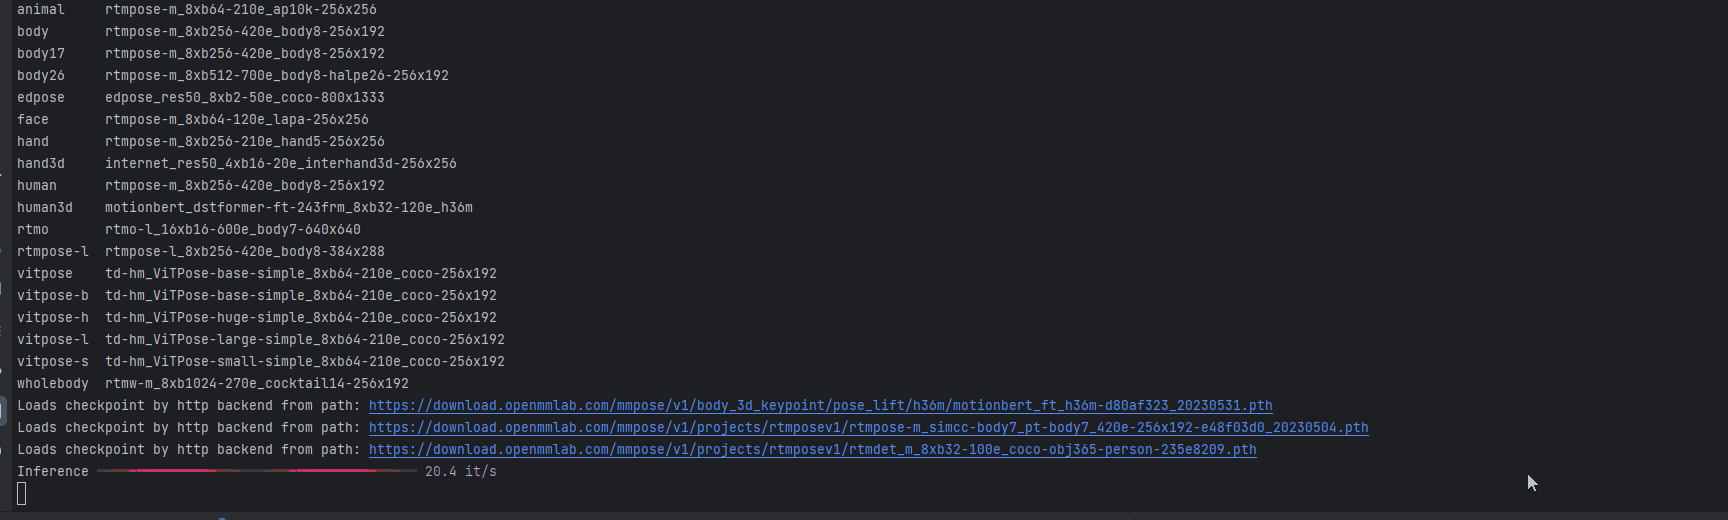 animal rtmpose-m_8xb64-210e_ap10k-256x256
body rtmpose-m_8xb256-420e_body8-256x192
body17 rtmpose-m_8xb256-420e_body8-256x192
body26 rtmpose-m_8xb512-700e_body8-halpe26-256x192
edpose edpose_res50_8xb2-50e_coco-800x1333
face rtmpose-m_8xb64-120e_lapa-256x256
hand rtmpose-m_8xb256-210e_hand5-256x256
hand3d internet_res50_4xb16-20e_interhand3d-256x256
human rtmpose-m_8xb256-420e_body8-256x192
human3d motionbert_dstformer-ft-243frm_8xb32-120e_h36m
rtmo rtmo-l_16xb16-600e_body7-640x640
rtmpose-l rtmpose-l_8xb256-420e_body8-384x288
vitpose td-hm_ViTPose-base-simple_8xb64-210e_coco-256x192
vitpose-b td-hm_ViTPose-base-simple_8xb64-210e_coco-256x192
vitpose-h td-hm_ViTPose-huge-simple_8xb64-210e_coco-256x192
vitpose-l td-hm_ViTPose-large-simple_8xb64-210e_coco-256x192
vitpose-s td-hm_ViTPose-small-simple_8xb64-210e_coco-256x192
wholebody rtmw-m_8xb1024-270e_cocktail14-256x192
Loads checkpoint by http backend from path: https://download.openmmlab.com/mmpose/v1/body_3d_keypoint/pose_lift/h36m/motionbert_ft_h36m-d80af323_20230531.pth
Loads checkpoint by http backend from path: https://download.openmmlab.com/mmpose/v1/projects/rtmposev1/rtmpose-m_simcc-body7_pt-body7_420e-256x192-e48f03d0_20230504.pth
Loads checkpoint by http backend from path: https://download.openmmlab.com/mmpose/v1/projects/rtmposev1/rtmdet_m_8xb32-100e_coco-obj365-person-235e8209.pth
Inference 20.4 it/s